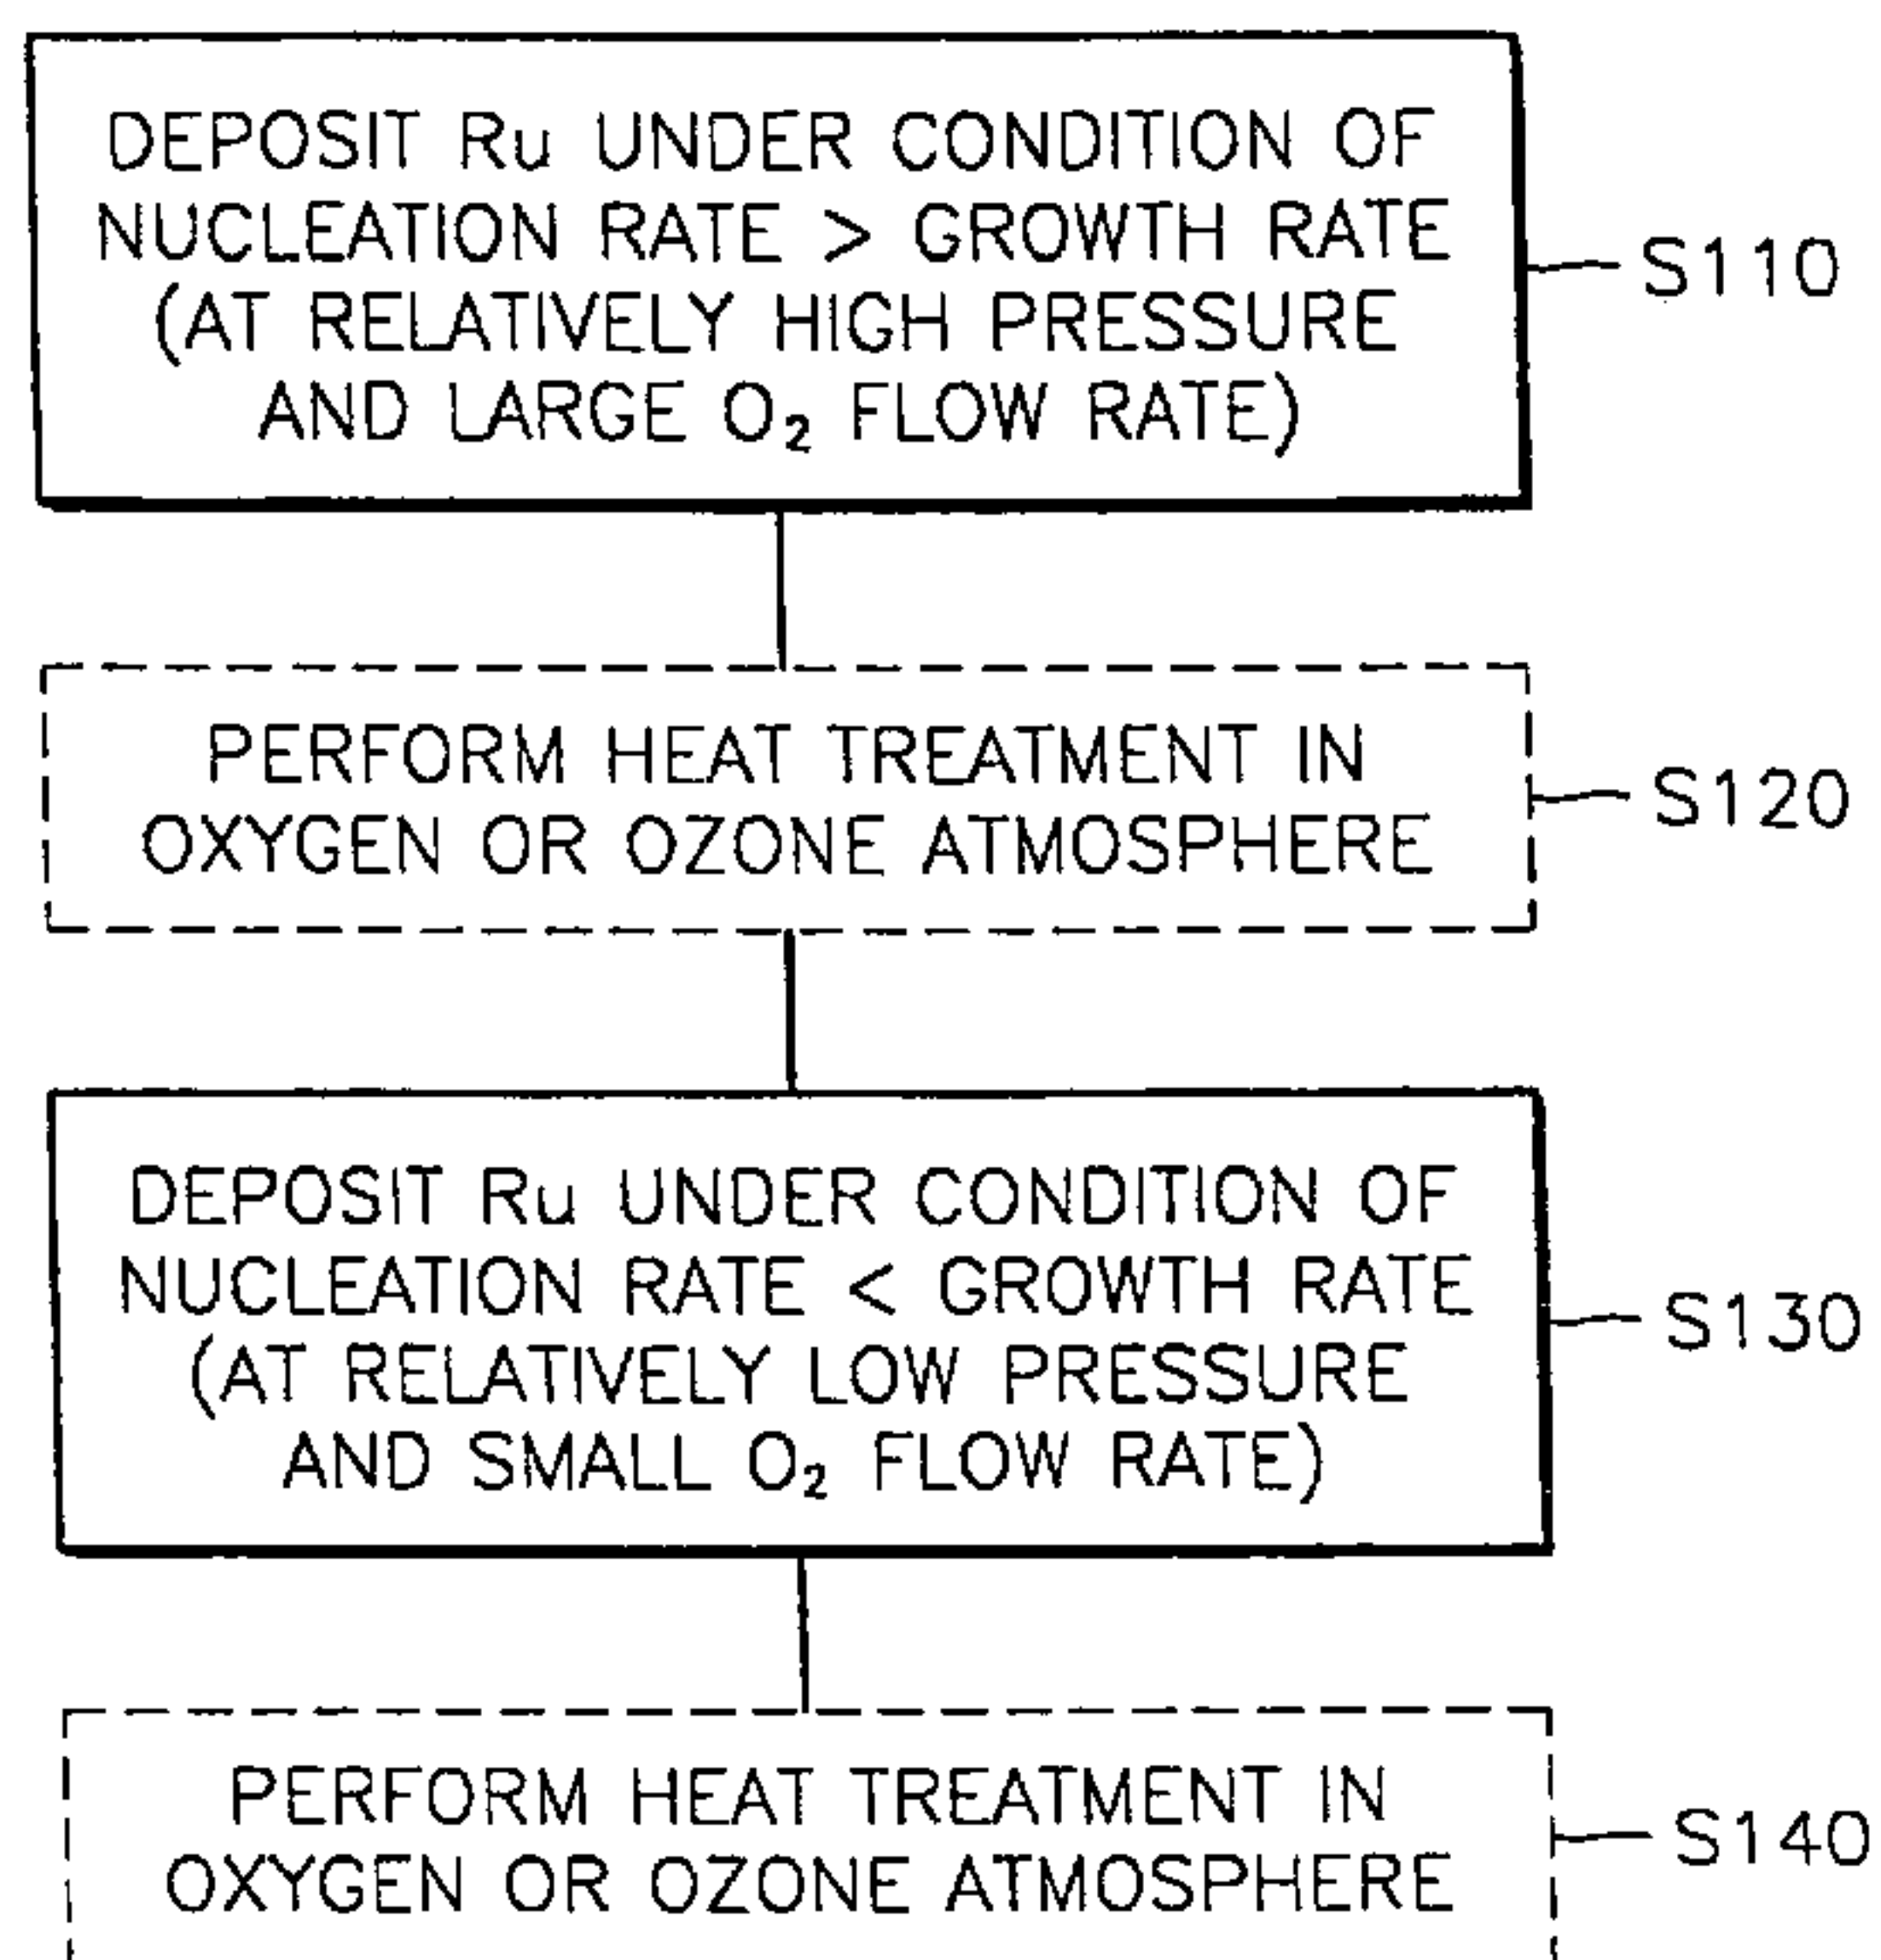 DEPOSIT Ru UNDER CONDITION OF
NUCLEATION RATE > GROWTH RATE
(AT RELATIVELY HIGH PRESSURE
AND LARGE O₂ FLOW RATE)
S110
PERFORM HEAT TREATMENT IN
OXYGEN OR OZONE ATMOSPHERE
S120
DEPOSIT Ru UNDER CONDITION OF
NUCLEATION RATE < GROWTH RATE
(AT RELATIVELY LOW PRESSURE
AND SMALL O₂ FLOW RATE)
S130
PERFORM HEAT TREATMENT IN
OXYGEN OR OZONE ATMOSPHERE
S140